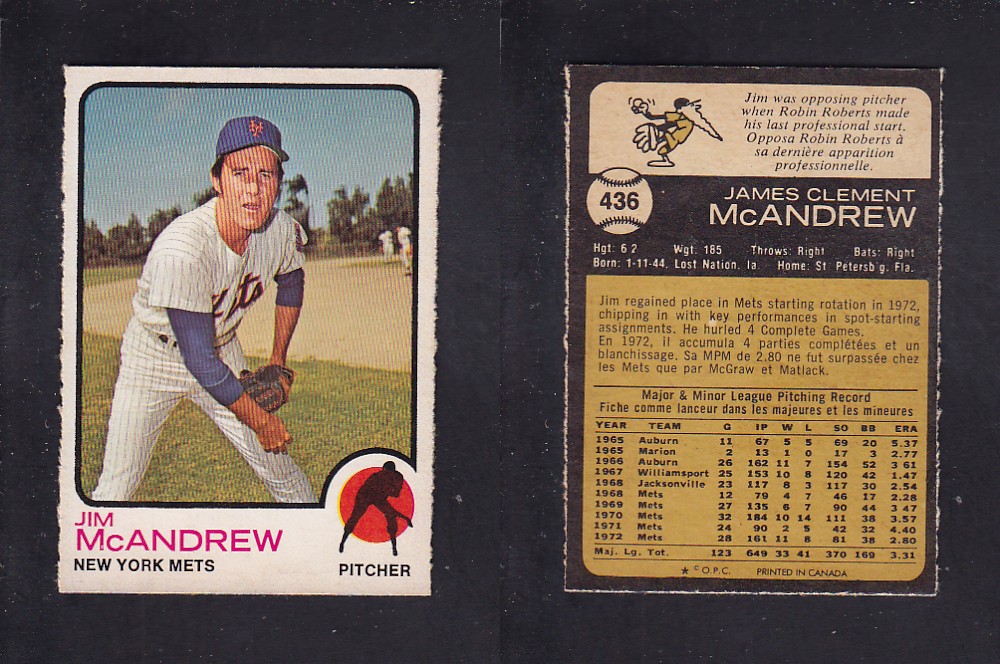 JIM
McANDREW
NEW YORK METS
PITCHER
Mets
Jim was opposing pitcher
when Robin Roberts made
his last professional start.
Opposa Robin Roberts à
sa dernière apparition
professionnelle.
436
JAMES CLEMENT
McANDREW
Hgt: 6 2 Wgt. 185 Throws: Right Bats: Right
Born: 1-11-44. Lost Nation. Ia. Home: St Petersb g. Fla.
Jim regained place in Mets starting rotation in 1972,
chipping in with key performances in spot-starting
assignments. He hurled 4 Complete Games.
En 1972, il accumula 4 parties complétées et un
blanchissage. Sa MPM de 2.80 ne fut surpassée chez
les Mets que par McGraw et Matlack.
Major & Minor League Pitching Record
Fiche comme lanceur dans les majeures et les mineures
YEAR TEAM G IP W L SO BB ERA
1965 Auburn 11 67 5 5 69 20 5.37
1965 Marion 2 13 1 0 17 3 2.77
1966 Auburn 26 162 11 7 154 52 3 61
1967 Williamsport 25 153 10 8 120 42 1.47
1968 Jacksonville 23 117 8 3 117 30 2.54
1968 Mets 12 79 4 7 46 17 2.28
1969 Mets 27 135 6 7 90 44 3 47
1970 Mets 32 184 10 14 111 38 3.57
1971 Mets 24 90 2 5 42 32 4.40
1972 Mets 28 161 11 8 81 38 2.80
Maj. Lg. Tot. 123 649 33 41 370 169 3.31
* © O.P.C. PRINTED IN CANADA